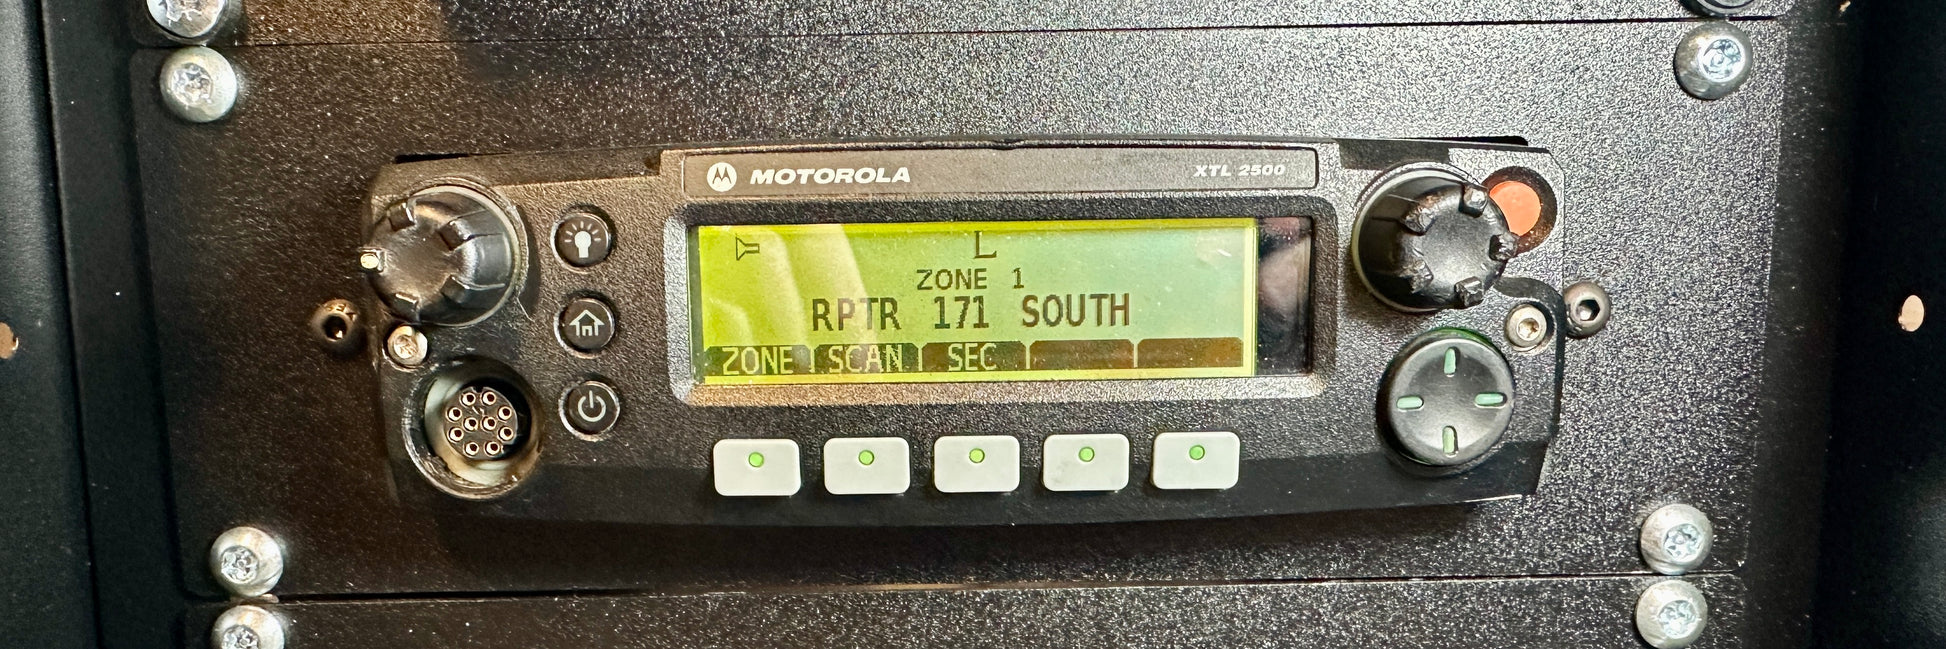 MOTOROLA XTL 2500
L
ZONE 1
RPTR 171 SOUTH
ZONE SCAN SEC